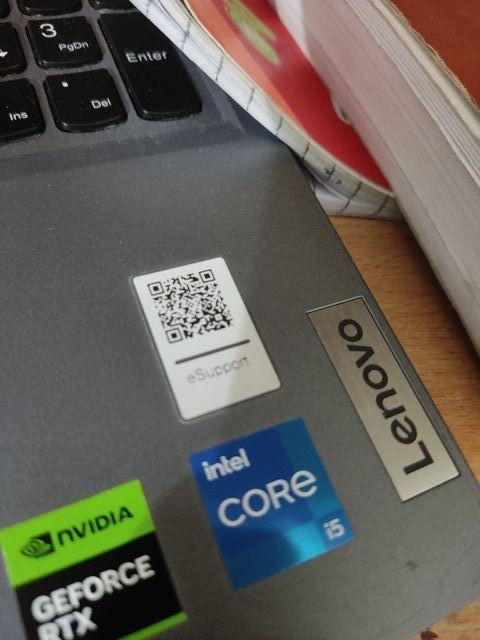 3
PgDn
Enter
Ins
.
Del
eSupport
Lenovo
intel
CORE
i5
NVIDIA
GEFORCE
RTX